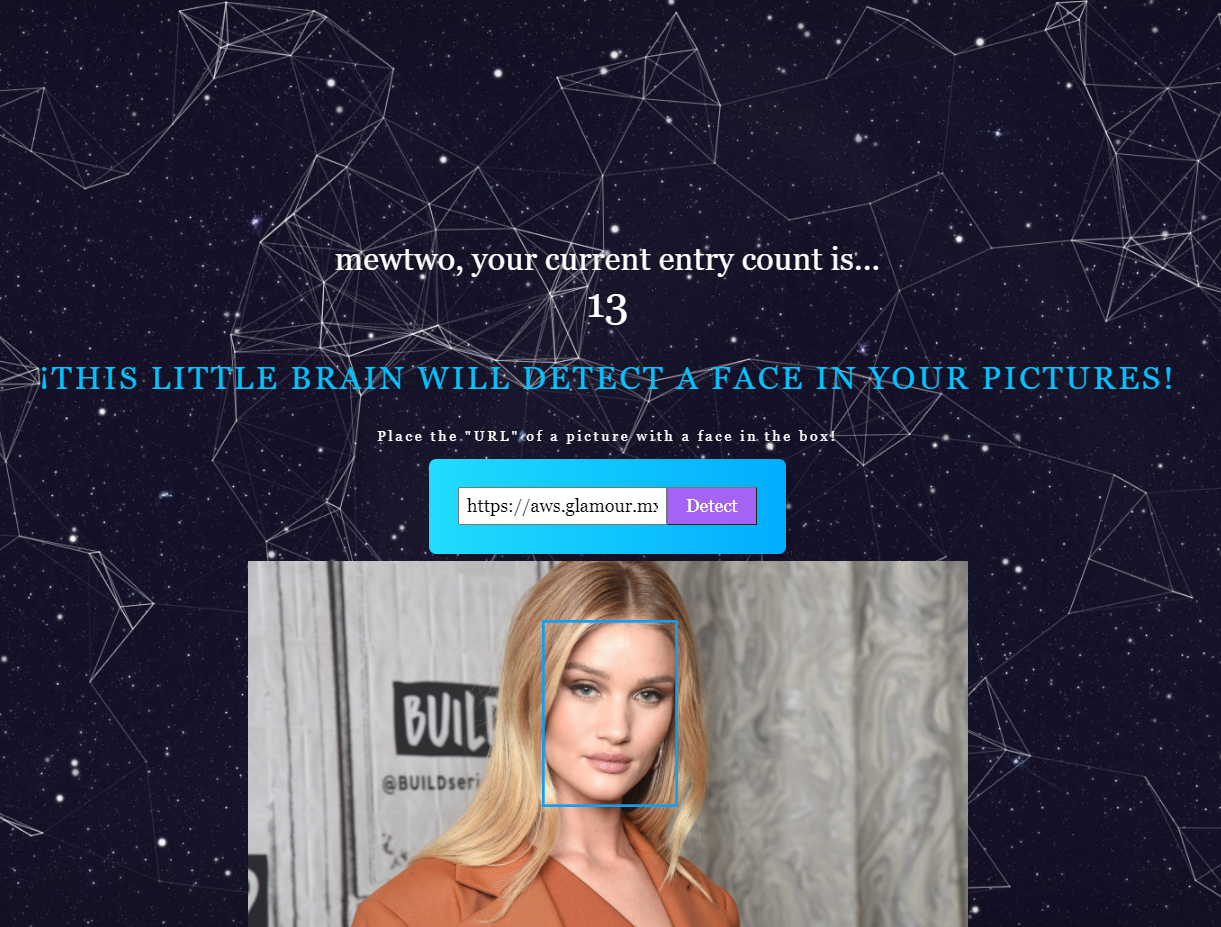 mewtwo, your current entry count is...
13
¡THIS LITTLE BRAIN WILL DETECT A FACE IN YOUR PICTURES!
Place the "URL" of a picture with a face in the box!
https://aws.glamour.mx Detect
BUIL
@BUILDseri